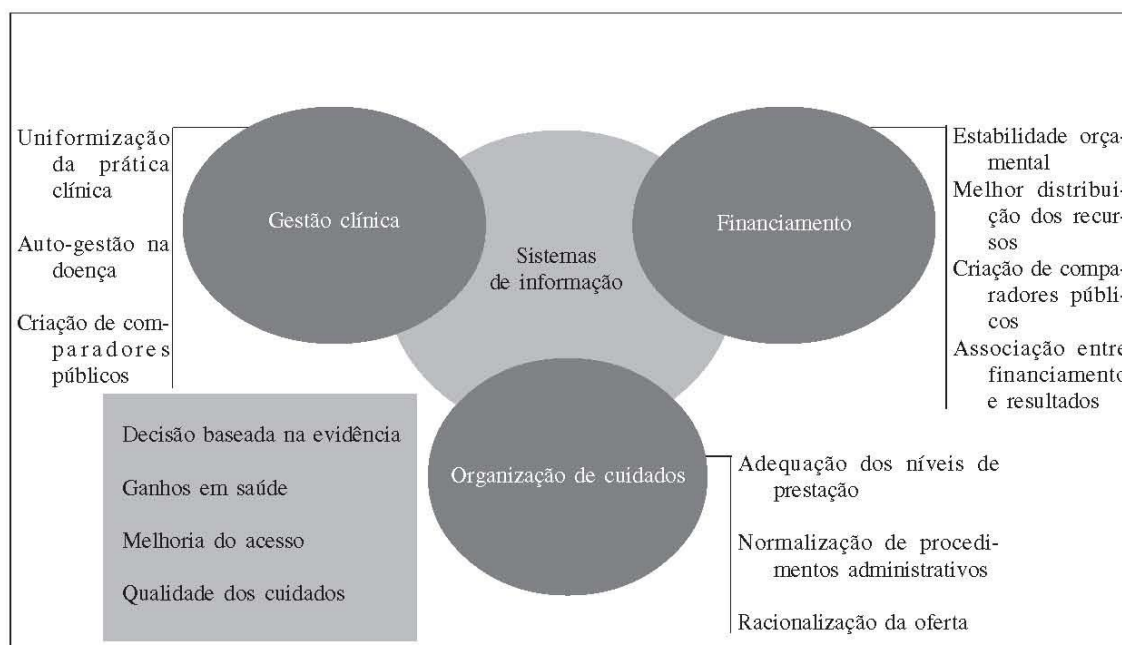 Uniformização
da prática
clínica
Auto-gestão na
doença
Criação de com-
paradores
públicos
Gestão clínica
Sistemas
de informação
Financiamento
Estabilidade orça-
mental
Melhor distribui-
ção dos recur-
sos
Criação de compa-
radores públi-
cos
Associação entre
financiamento
e resultados
Decisão baseada na evidência
Ganhos em saúde
Melhoria do acesso
Qualidade dos cuidados
Organização de cuidados
Adequação dos níveis de
prestação
Normalização de procedi-
mentos administrativos
Racionalização da oferta